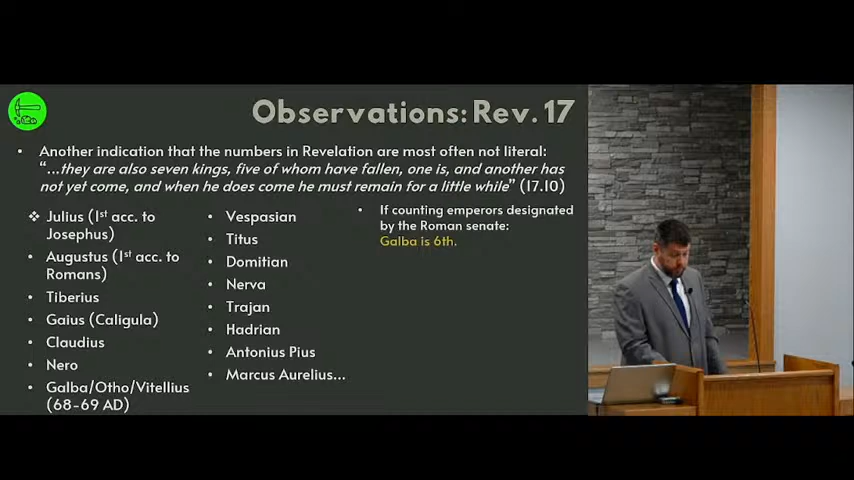 Observations: Rev. 17
• Another indication that the numbers in Revelation are most often not literal:
“...they are also seven kings, five of whom have fallen, one is, and another has
not yet come, and when he does come he must remain for a little while” (17.10)
❖ Julius (1st acc. to
Josephus)
• Augustus (1st acc. to
Romans)
• Tiberius
• Gaius (Caligula)
• Claudius
• Nero
• Galba/Otho/Vitellius
(68-69 AD)
• Vespasian
• Titus
• Domitian
• Nerva
• Trajan
• Hadrian
• Antonius Pius
• Marcus Aurelius...
• If counting emperors designated
by the Roman senate:
Galba is 6th.